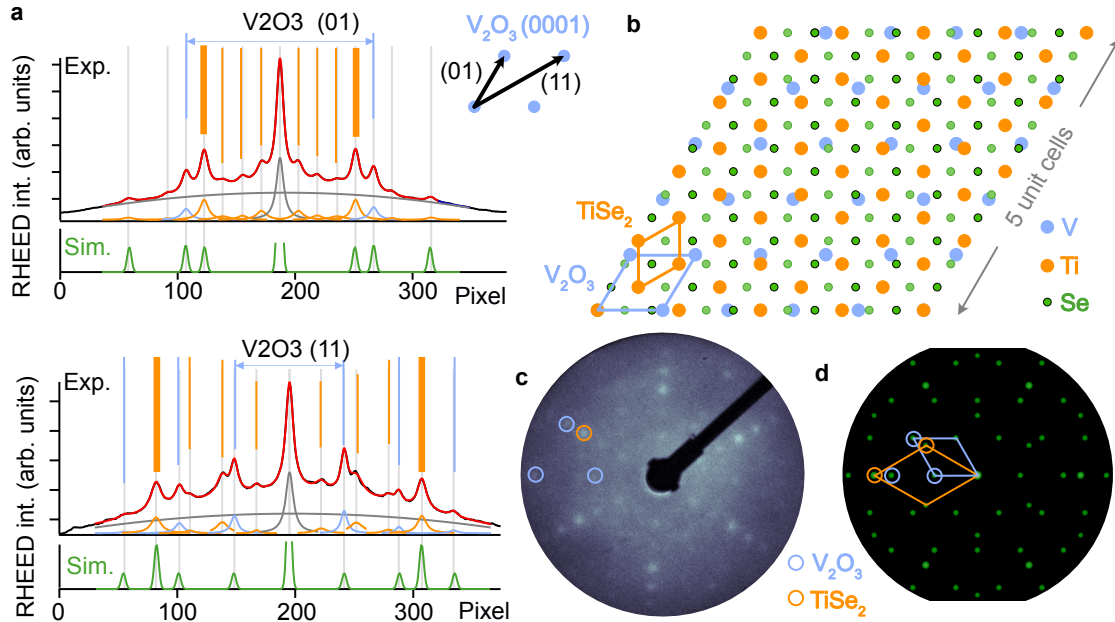 a
V2O3 (01)
Exp.
RHEED int. (arb. units)
Sim.
0 100 200 300 Pixel
V₂O₃ (0001)
(01)
(11)
b
TiSe₂
V₂O₃
5 unit cells
V
Ti
Se
V2O3 (11)
Exp.
RHEED int. (arb. units)
Sim.
0 100 200 300 Pixel
c
d
V₂O₃
TiSe₂